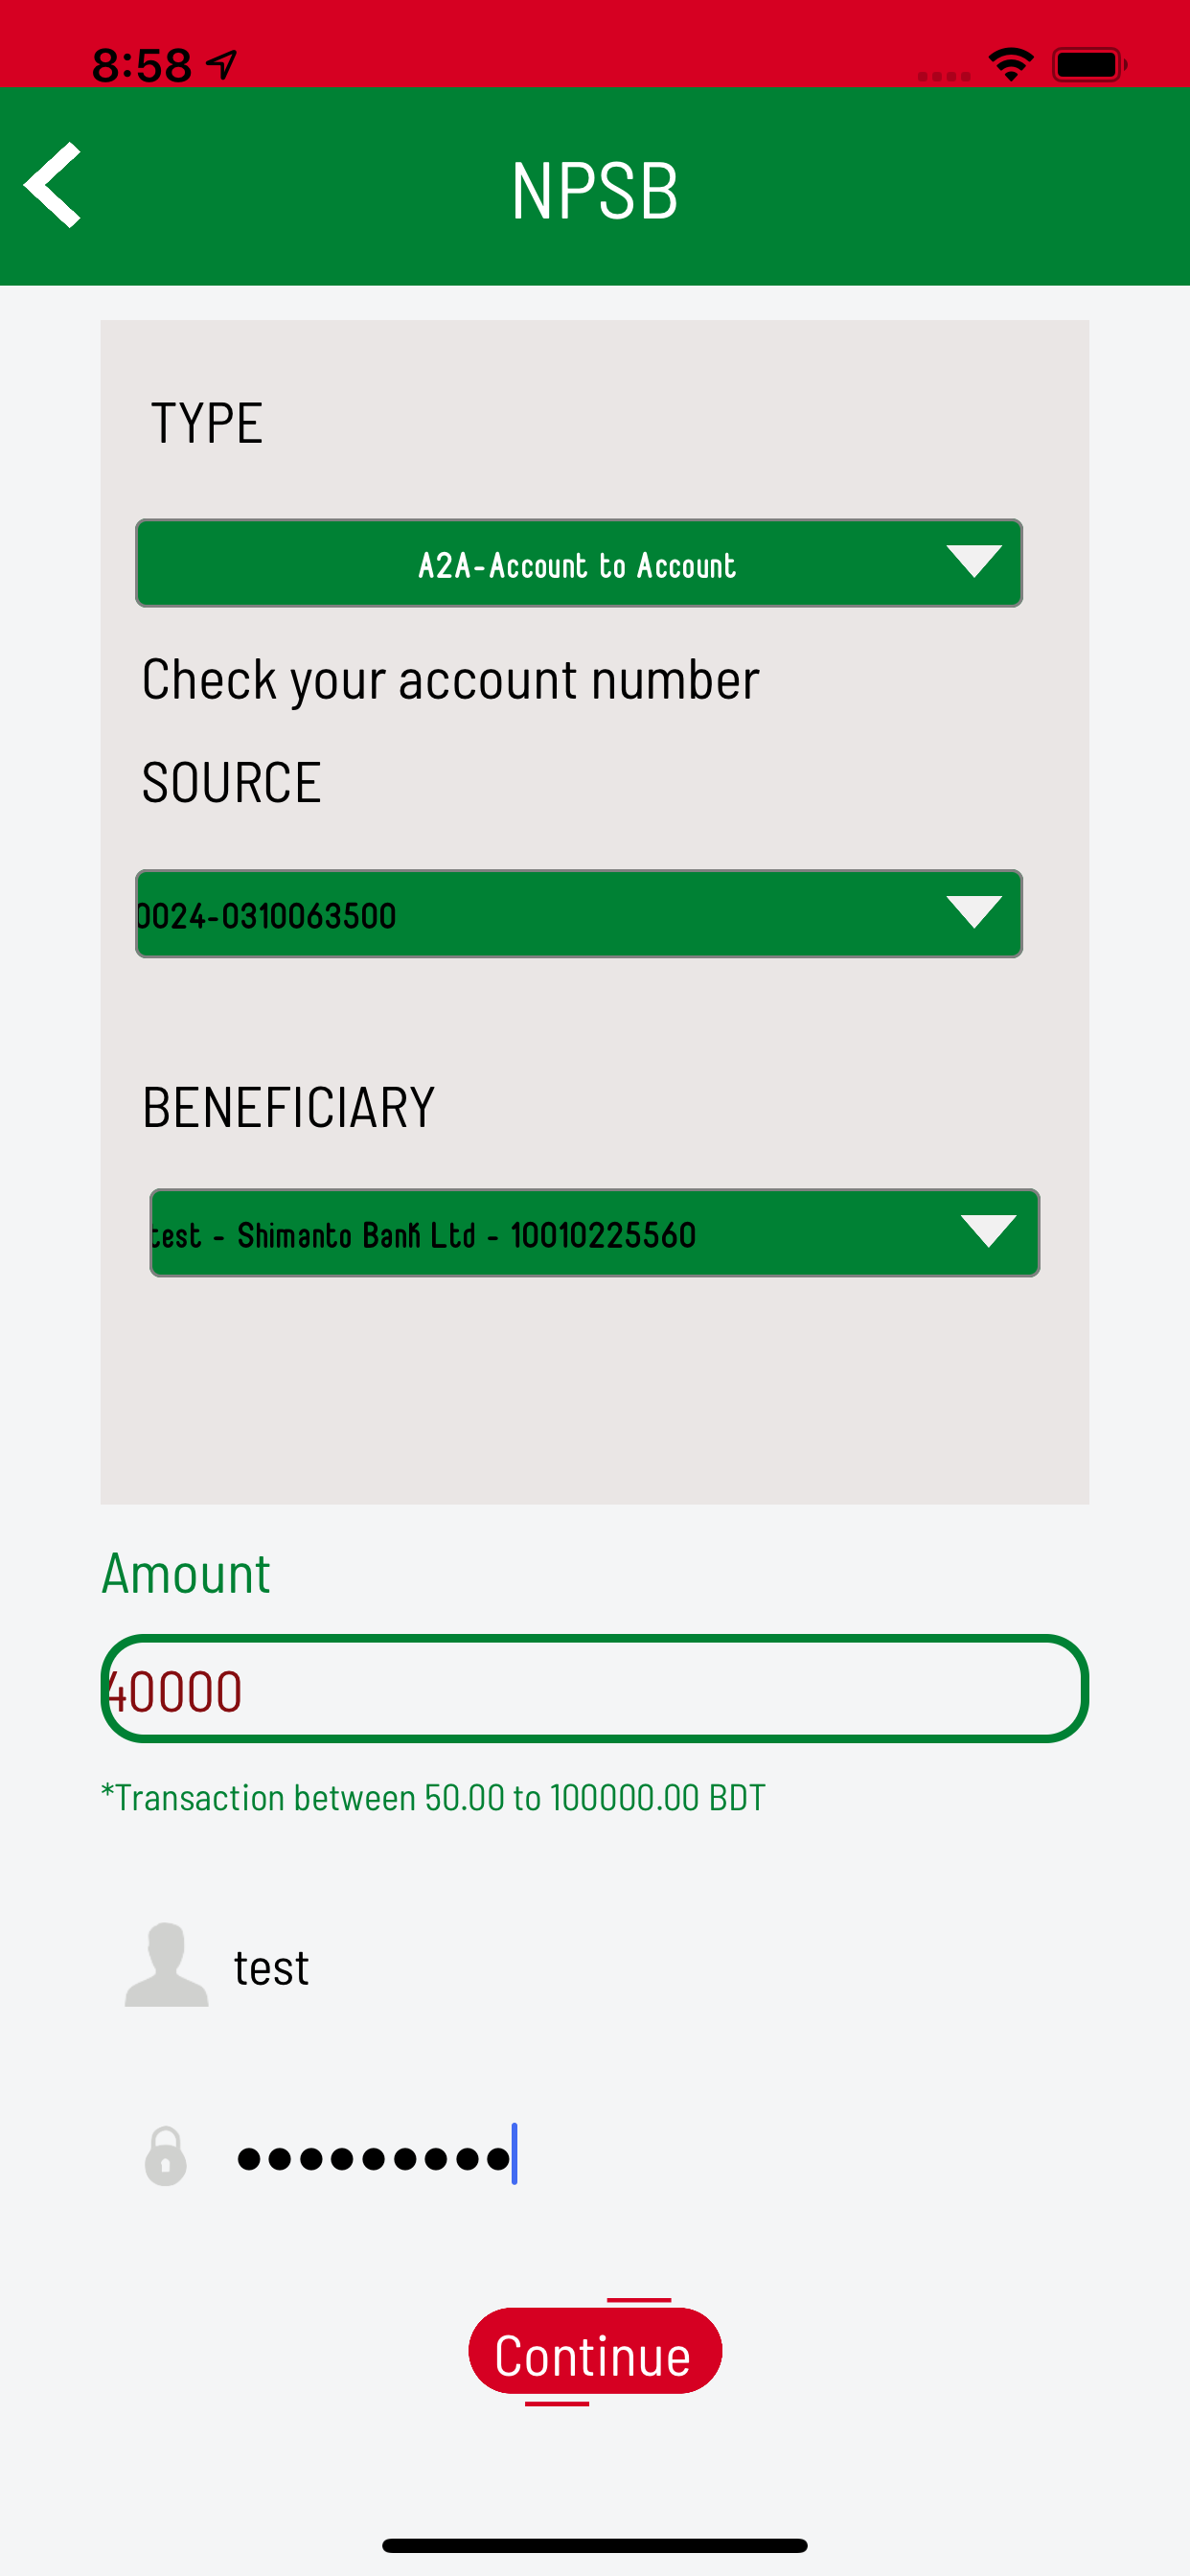 8:58
NPSB
TYPE
A2A-Account to Account
Check your account number
SOURCE
0024-0310063500
BENEFICIARY
test - Shimanto Bank Ltd - 10010225560
Amount
40000
*Transaction between 50.00 to 100000.00 BDT
test
Continue